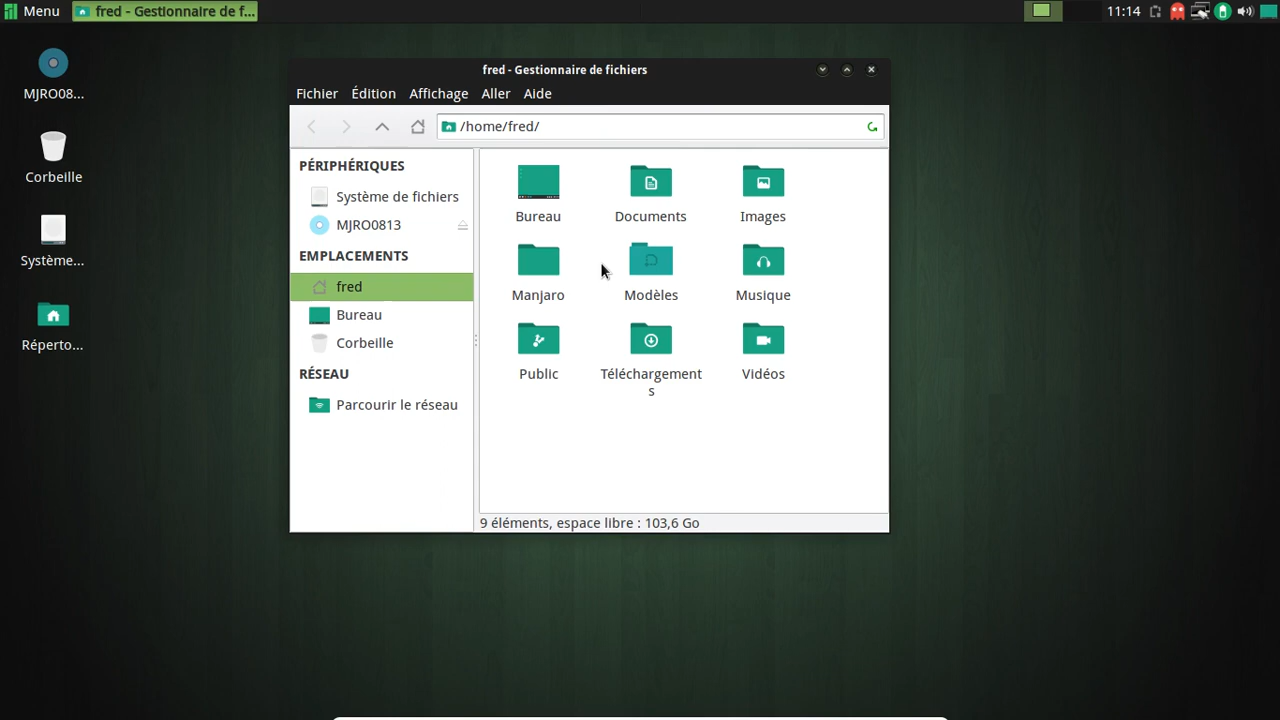 Menu
fred - Gestionnaire de f...
11:14
MJRO08...
Corbeille
Système...
Réperto...
fred - Gestionnaire de fichiers
Fichier Édition Affichage Aller Aide
/home/fred/
PÉRIPHÉRIQUES
Système de fichiers
MJRO0813
EMPLACEMENTS
fred
Bureau
Corbeille
RÉSEAU
Parcourir le réseau
Bureau Documents Images
Manjaro Modèles Musique
Public Téléchargement Vidéos
s
9 éléments, espace libre : 103,6 Go